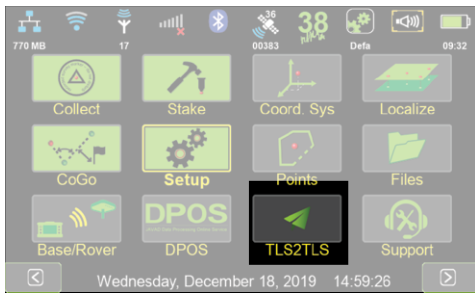 36
38
770 MB
17
00383
Defa
09:32
Collect
Stake
Coord. Sys
Localize
CoGo
Setup
Points
Files
DPOS
Base/Rover
DPOS
TLS2TLS
Support
Wednesday, December 18, 2019 14:59:26